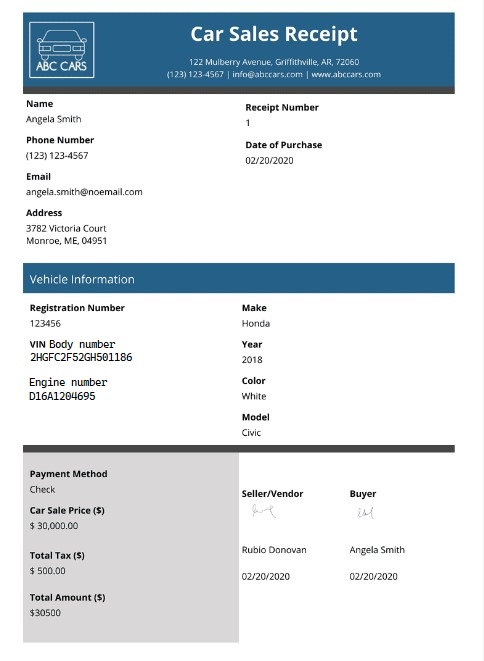 ABC CARS
Car Sales Receipt
122 Mulberry Avenue, Griffithville, AR, 72060
(123) 123-4567 | info@abccars.com | www.abccars.com
Name
Angela Smith
Phone Number
(123) 123-4567
Email
angela.smith@noemail.com
Address
3782 Victoria Court
Monroe, ME, 04951
Receipt Number
1
Date of Purchase
02/20/2020
Vehicle Information
Registration Number
123456
VIN Body number
2HGFC2F52GH501186
Engine number
D16A1204695
Make
Honda
Year
2018
Color
White
Model
Civic
Payment Method
Check
Car Sale Price ($)
$ 30,000.00
Total Tax ($)
$ 500.00
Total Amount ($)
$30500
Seller/Vendor
Rubio Donovan
02/20/2020
Buyer
Angela Smith
02/20/2020